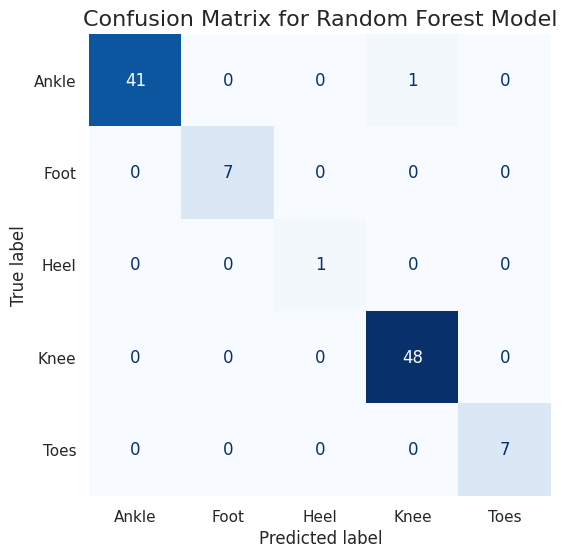 Confusion Matrix for Random Forest Model
Ankle 41 0 0 1 0
Foot 0 7 0 0 0
Heel 0 0 1 0 0
Knee 0 0 0 48 0
Toes 0 0 0 0 7
True label
Ankle Foot Heel Knee Toes
Predicted label